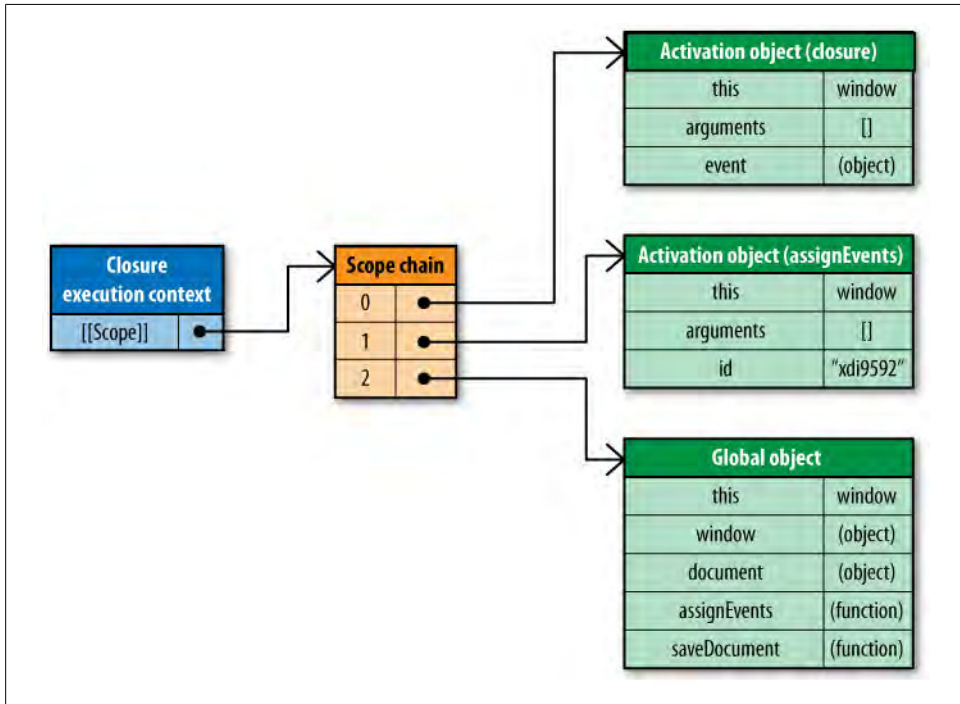 Closure
execution context
[[Scope]]
Scope chain
0
1
2
Activation object (closure)
this window
arguments []
event (object)
Activation object (assignEvents)
this window
arguments []
id "xdi9592"
Global object
this window
window (object)
document (object)
assignEvents (function)
saveDocument (function)